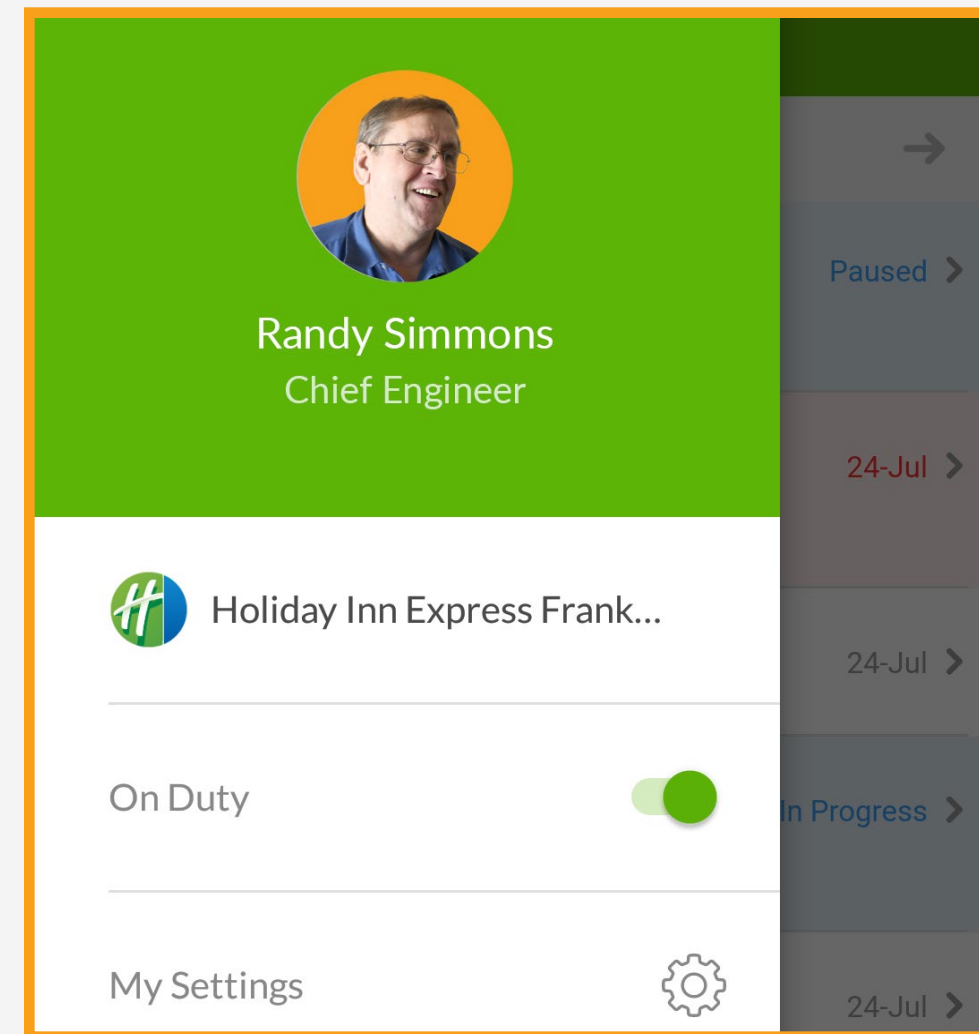 Randy Simmons
Chief Engineer
Holiday Inn Express Frank...
On Duty
My Settings
Paused
24-Jul
24-Jul
In Progress
24-Jul